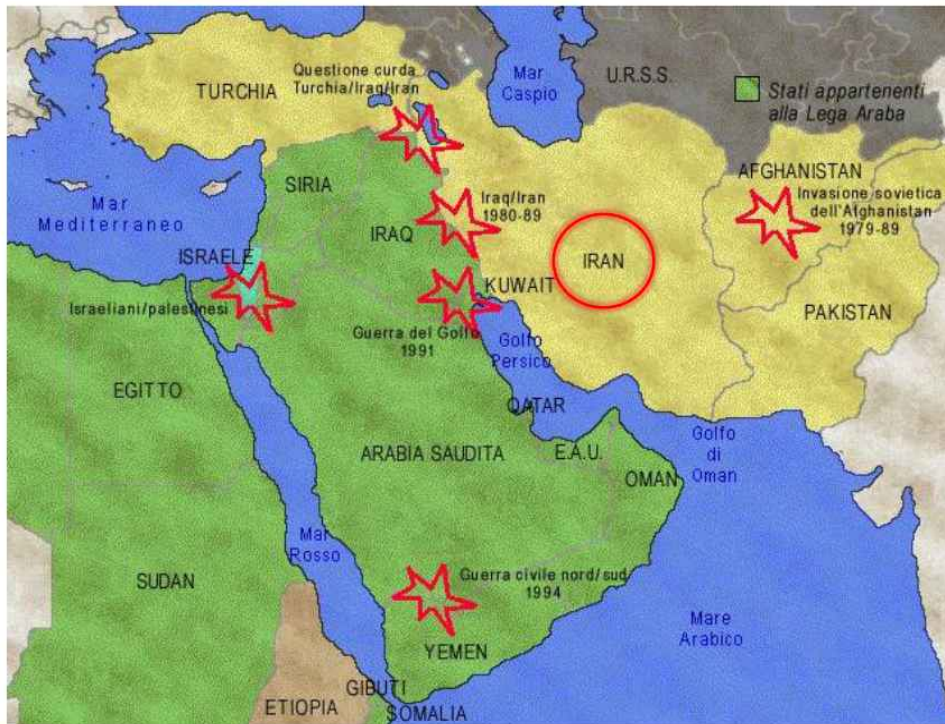 Questione curda
Turchia/Iraq/Iran
TURCHIA
Mar
Caspio
U.R.S.S.
Stati appartenenti
alla Lega Araba
SIRIA
Mar
Mediterraneo
IRAQ
Iraq/Iran
1980-89
AFGHANISTAN
Invasione sovietica
dell'Afghanistan
1979-89
ISRAELE
Israeliani/palestinesi
IRAN
KUWAIT
Guerra del Golfo
1991
Golfo
Persico
PAKISTAN
EGITTO
QATAR
ARABIA SAUDITA
E.A.U.
OMAN
Golfo
di
Oman
Mar
Rosso
SUDAN
Guerra civile nord/sud
1994
YEMEN
Mare
Arabico
GIBUTI
ETIOPIA
SOMALIA